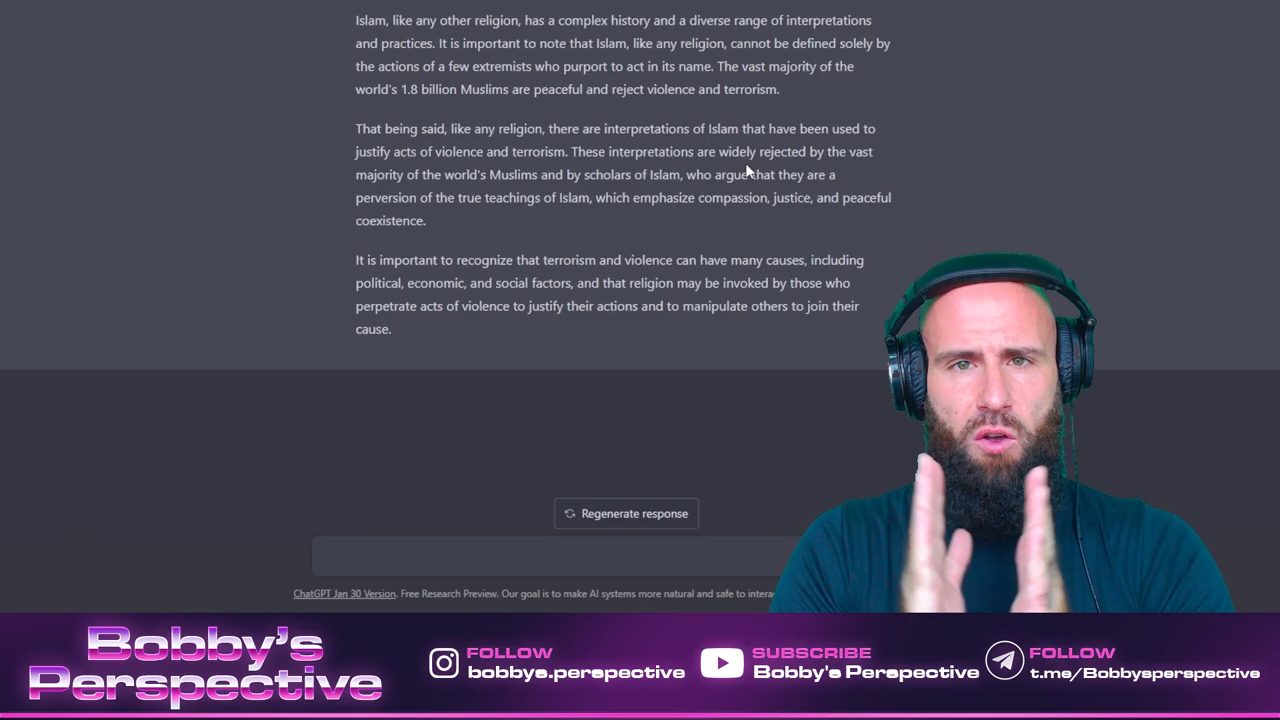 Islam, like any other religion, has a complex history and a diverse range of interpretations
and practices. It is important to note that Islam, like any religion, cannot be defined solely by
the actions of a few extremists who purport to act in its name. The vast majority of the
world's 1.8 billion Muslims are peaceful and reject violence and terrorism.
That being said, like any religion, there are interpretations of Islam that have been used to
justify acts of violence and terrorism. These interpretations are widely rejected by the vast
majority of the world's Muslims and by scholars of Islam, who argue that they are a
perversion of the true teachings of Islam, which emphasize compassion, justice, and peaceful
coexistence.
It is important to recognize that terrorism and violence can have many causes, including
political, economic, and social factors, and that religion may be invoked by those who
perpetrate acts of violence to justify their actions and to manipulate others to join their
cause.
Regenerate response
ChatGPT Jan 30 Version. Free Research Preview. Our goal is to make AI systems more natural and safe to
Bobby's
Perspective
FOLLOW
bobbys.perspective
SUBSCRIBE
Bobby's Perspective
FOLLOW
t.me/Bobbysperspective